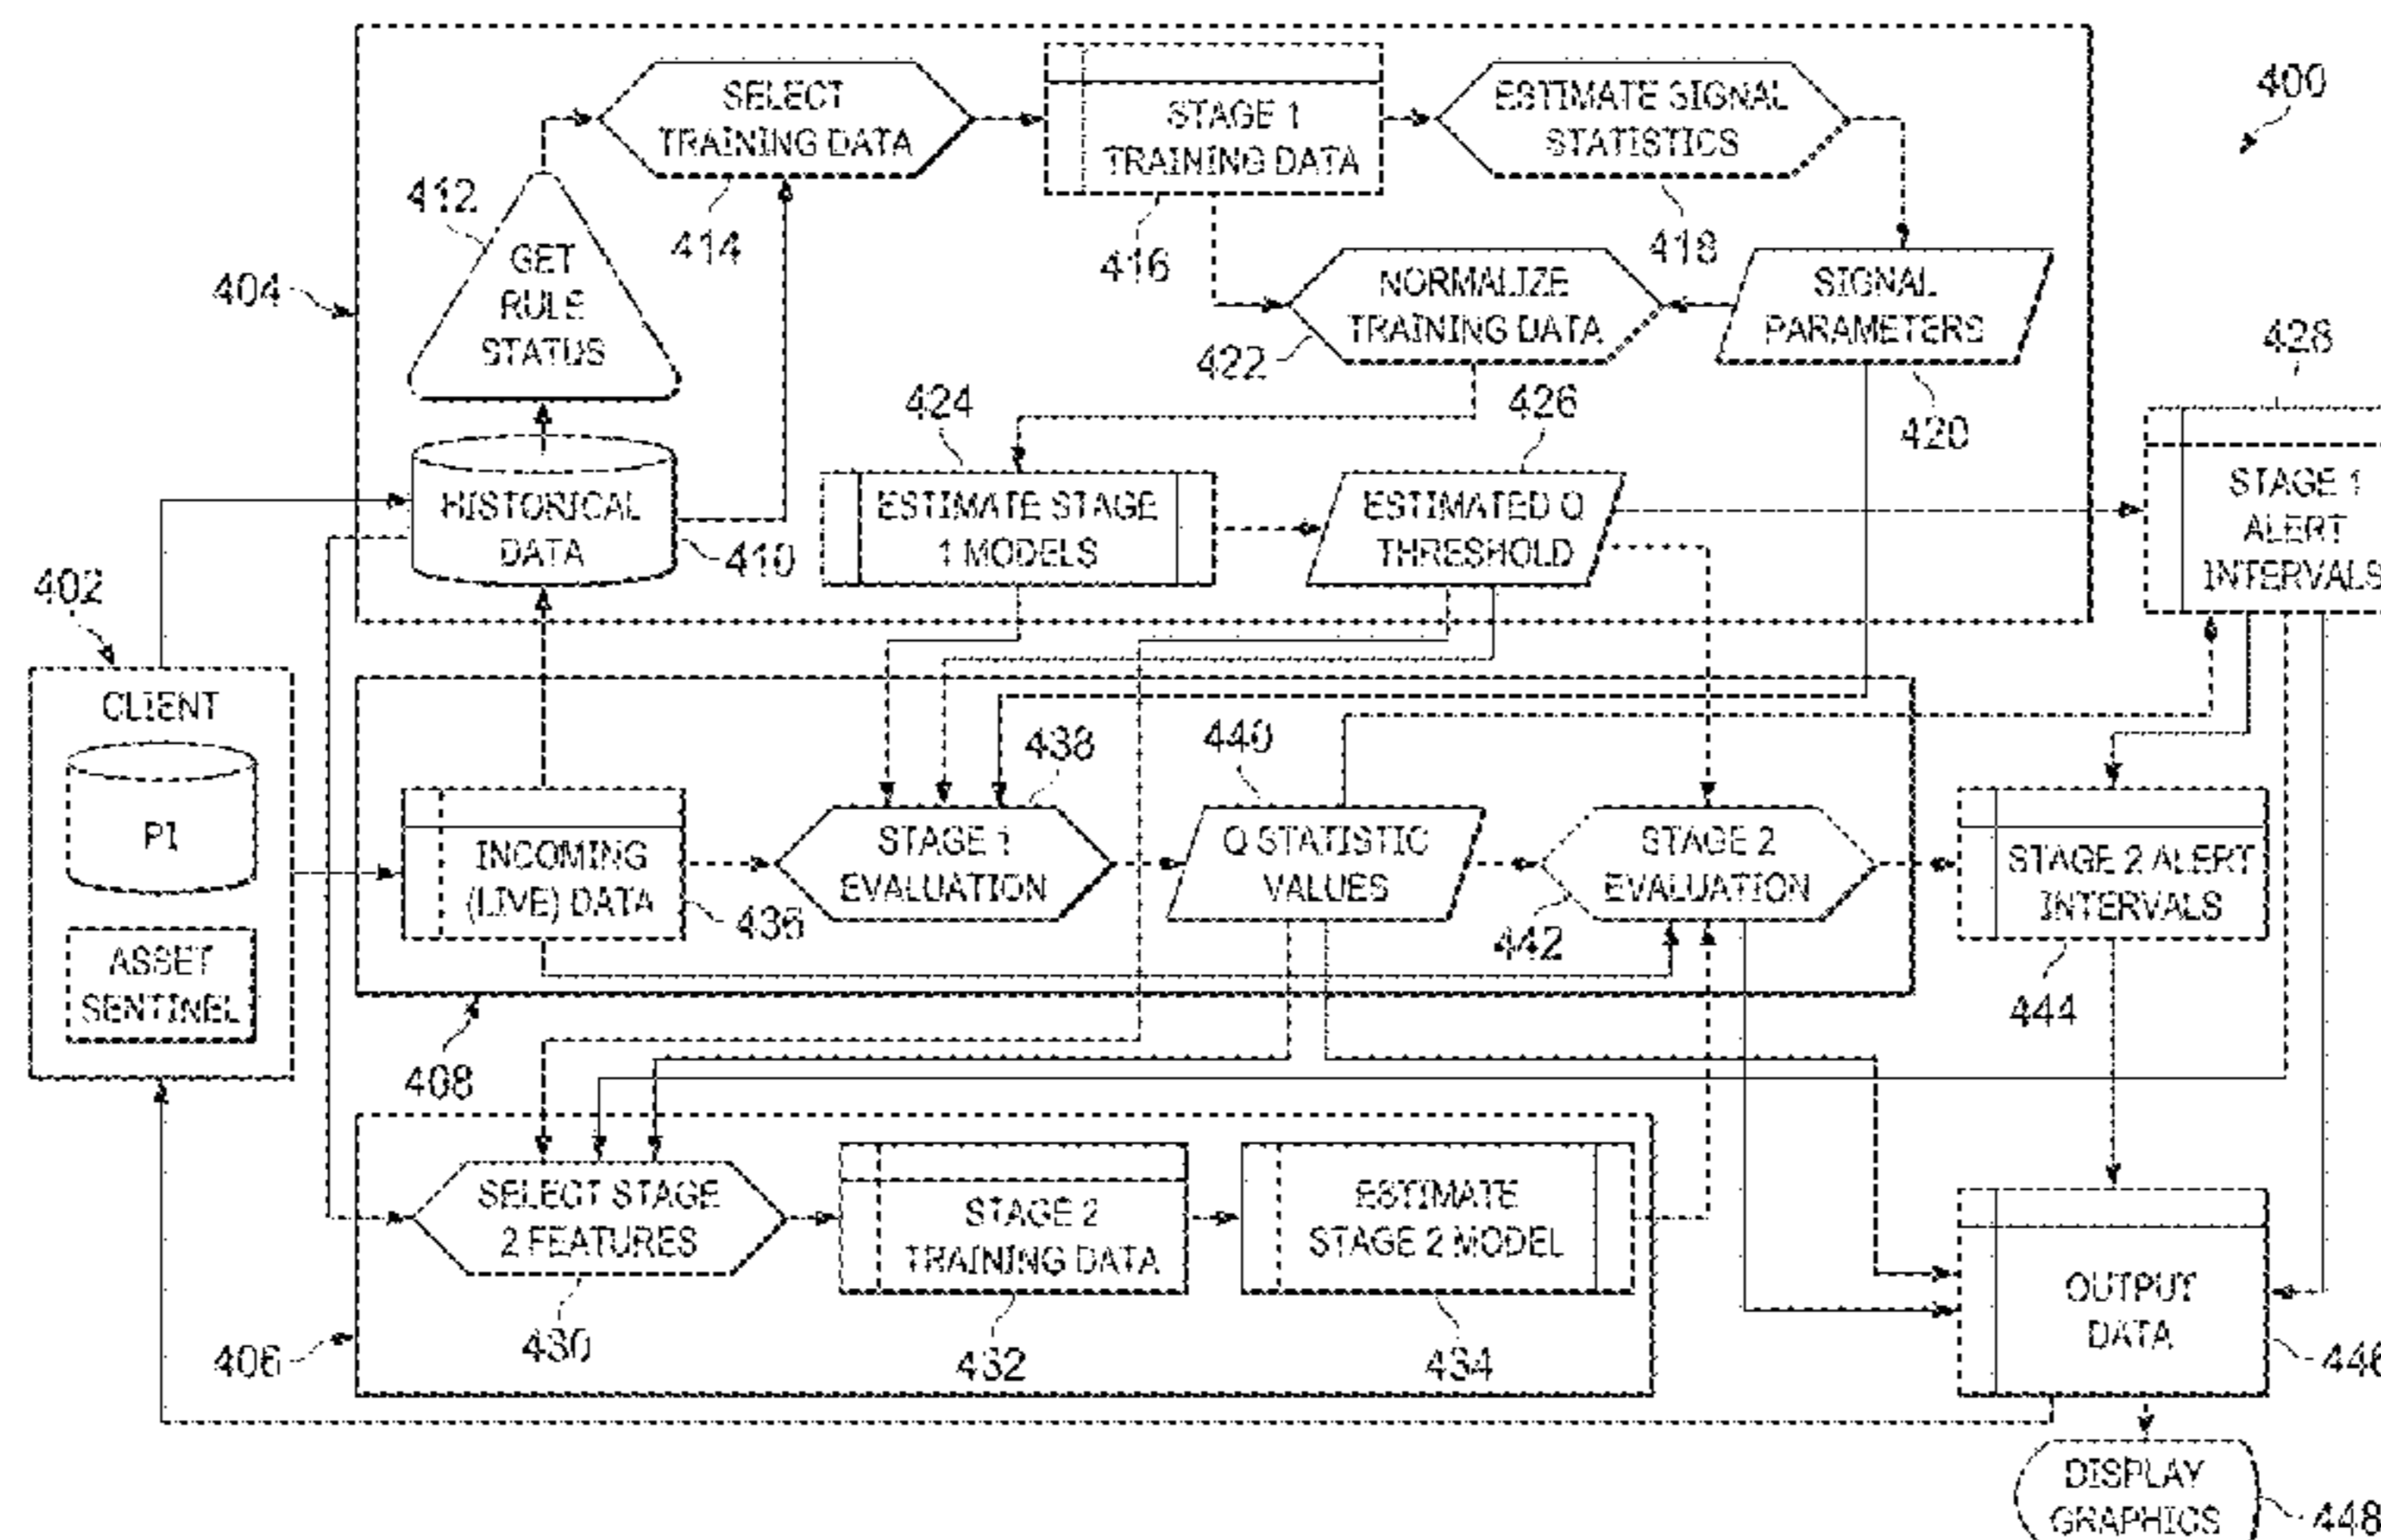 400
SELECT
TRAINING DATA
414
STAGE 1
TRAINING DATA
416
ESTIMATE SIGNAL
STATISTICS
418
412
GET
RULE
STATUS
404
NORMALIZE
TRAINING DATA
422
SIGNAL
PARAMETERS
420
428
STAGE 1
ALERT
INTERVALS
424
ESTIMATE STAGE
1 MODELS
426
ESTIMATED Q
THRESHOLD
HISTORICAL
DATA
410
402
CLIENT
PI
ASSET
SENTINEL
INCOMING
(LIVE) DATA
436
438
STAGE 1
EVALUATION
440
Q STATISTIC
VALUES
STAGE 2
EVALUATION
442
STAGE 2 ALERT
INTERVALS
444
408
SELECT STAGE
2 FEATURES
430
STAGE 2
TRAINING DATA
432
ESTIMATE
STAGE 2 MODEL
434
406
OUTPUT
DATA
446
DISPLAY
GRAPHICS
448